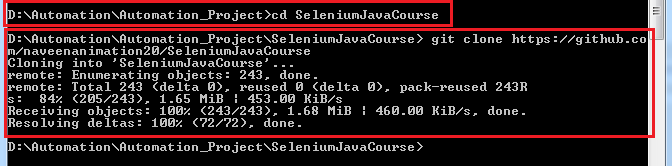 D:\Automation\Automation_Project>cd SeleniumJavaCourse
D:\Automation\Automation_Project\SeleniumJavaCourse> git clone https://github.co
m/naveenanimation20/SeleniumJavaCourse
Cloning into 'SeleniumJavaCourse'...
remote: Enumerating objects: 243, done.
remote: Total 243 (delta 0), reused 0 (delta 0), pack-reused 243R
s:  84% (205/243), 1.65 MiB ¦ 453.00 KiB/s
Receiving objects: 100% (243/243), 1.68 MiB ¦ 460.00 KiB/s, done.
Resolving deltas: 100% (72/72), done.
D:\Automation\Automation_Project\SeleniumJavaCourse>